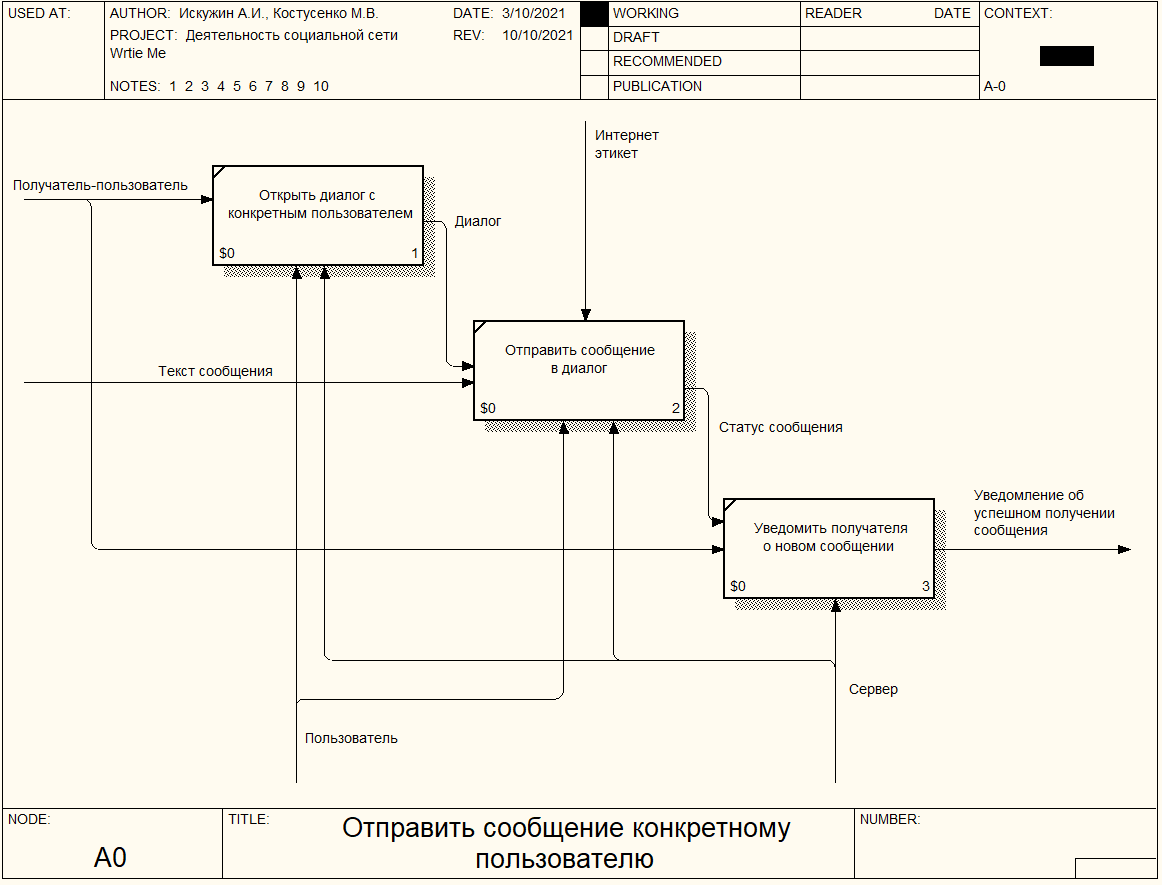 USED AT:
AUTHOR: Искужин А.И., Костусенко М.В.
DATE: 3/10/2021
PROJECT: Деятельность социальной сети
Wrtie Me
REV: 10/10/2021
NOTES: 1 2 3 4 5 6 7 8 9 10
WORKING
DRAFT
RECOMMENDED
PUBLICATION
READER DATE
CONTEXT:
A-0
Интернет
этикет
Получатель-пользователь
Открыть диалог с
конкретным пользователем
$0 1
Диалог
Отправить сообщение
в диалог
$0 2
Текст сообщения
Статус сообщения
Уведомить получателя
о новом сообщении
$0 3
Уведомление об
успешном получении
сообщения
Сервер
Пользователь
NODE:
A0
TITLE:
Отправить сообщение конкретному
пользователю
NUMBER: